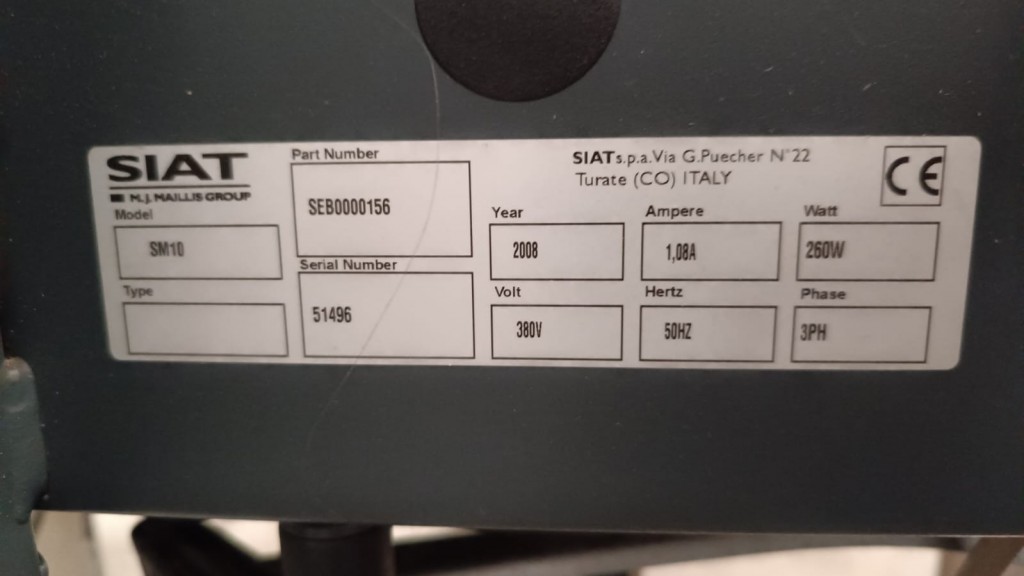 SIAT
M.J. MAILLIS GROUP
Model
SM10
Type
Part Number
SEB0000156
Serial Number
51496
SIAT s.p.a. Via G.Puecher N°22
Turate (CO) ITALY
CE
Year
2008
Ampere
1,08A
Watt
260W
Volt
380V
Hertz
50HZ
Phase
3PH